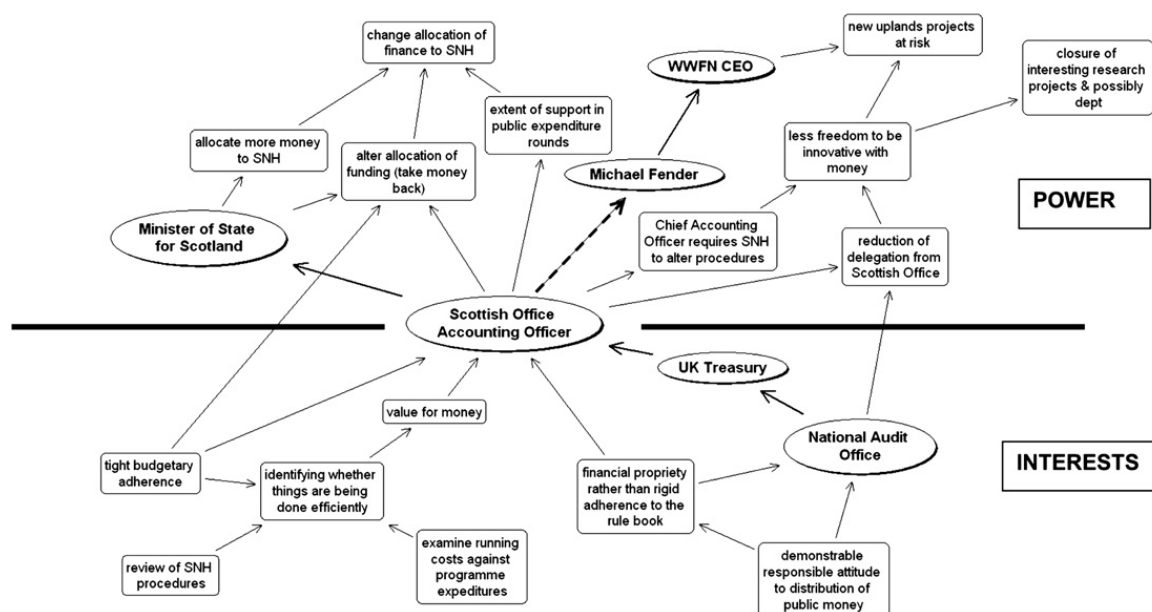 change allocation of
finance to SNH
new uplands projects
at risk
WWFN CEO
closure of
interesting research
projects & possibly
dept
extent of support in
public expenditure
rounds
allocate more money
to SNH
alter allocation of
funding (take money
back)
less freedom to be
innovative with
money
Michael Fender
POWER
Minister of State
for Scotland
Chief Accounting
Officer requires SNH
to alter procedures
reduction of
delegation from
Scottish Office
Scottish Office
Accounting Officer
UK Treasury
value for money
National Audit
Office
INTERESTS
tight budgetary
adherence
identifying whether
things are being
done efficiently
financial propriety
rather than rigid
adherence to the
rule book
review of SNH
procedures
examine running
costs against
programme
expeditures
demonstrable
responsible attitude
to distribution of
public money